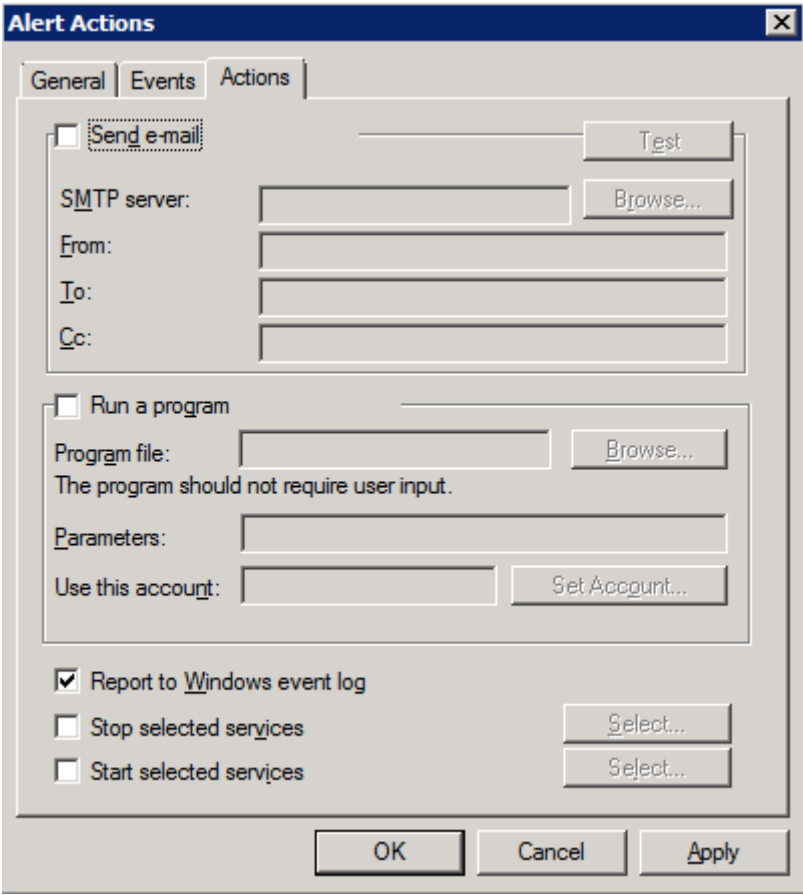 Alert Actions
General Events Actions
Send e-mail Test
SMTP server: Browse...
From:
To:
Cc:
Run a program
Program file: Browse...
The program should not require user input.
Parameters:
Use this account: Set Account...
Report to Windows event log
Stop selected services Select...
Start selected services Select...
OK Cancel Apply